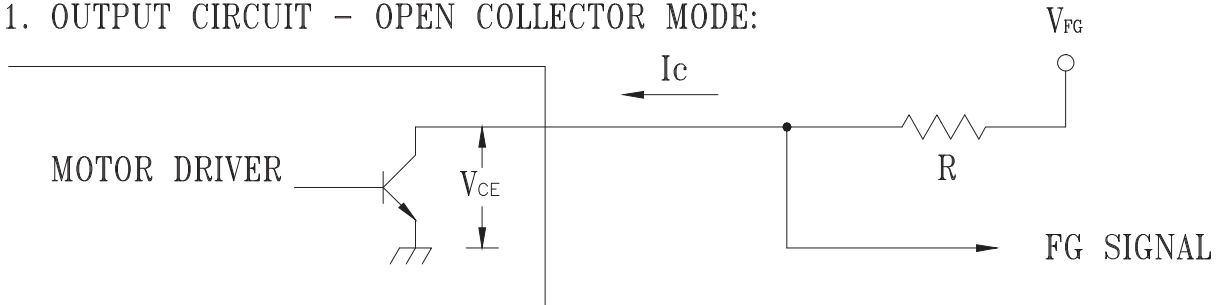 1. OUTPUT CIRCUIT - OPEN COLLECTOR MODE:
VFG
Ic
MOTOR DRIVER
VCE
R
FG SIGNAL